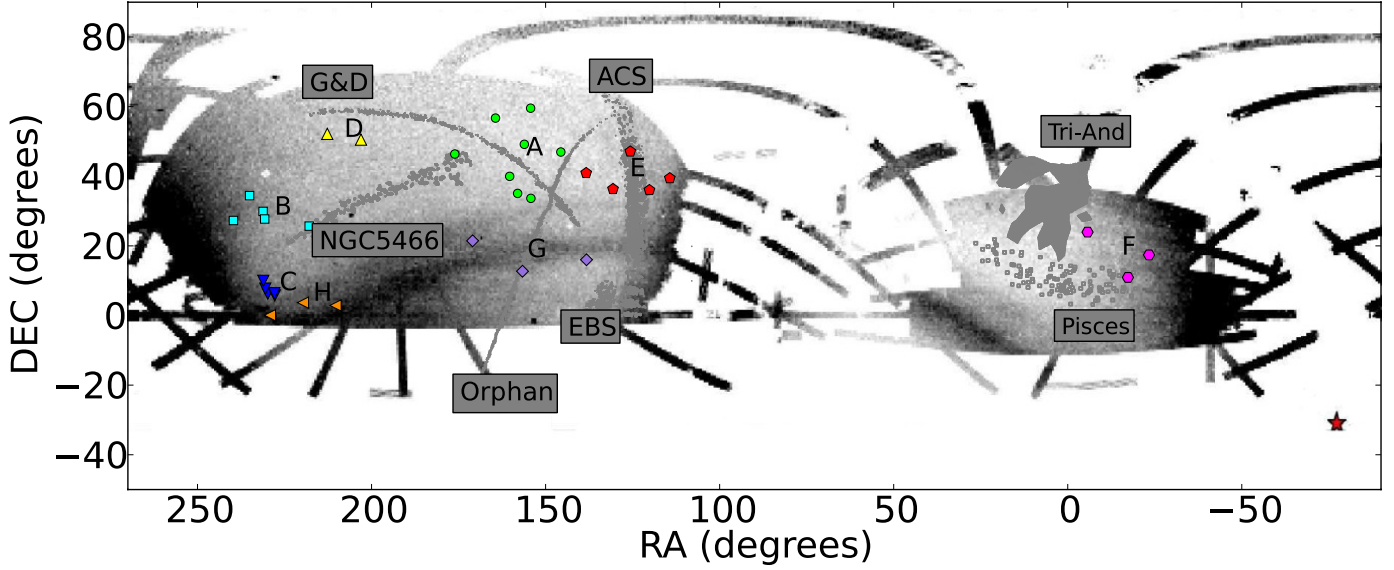 80
60
40
20
0
−20
−40
DEC (degrees)
G&D
ACS
Tri-And
D
A
E
B
NGC5466
G
F
C
H
EBS
Pisces
Orphan
250
200
150
100
50
0
−50
RA (degrees)